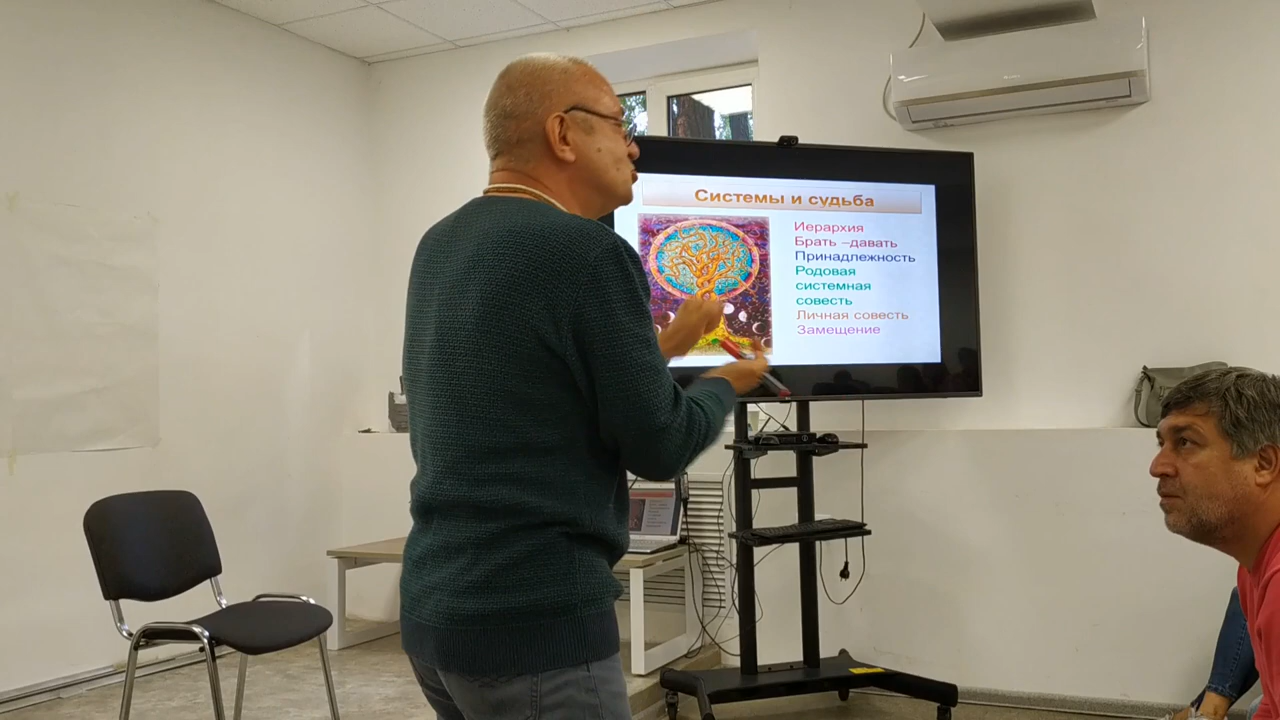 Системы и судьба
Иерархия
Брать –давать
Принадлежность
Родовая
системная
совесть
Личная совесть
Замещение